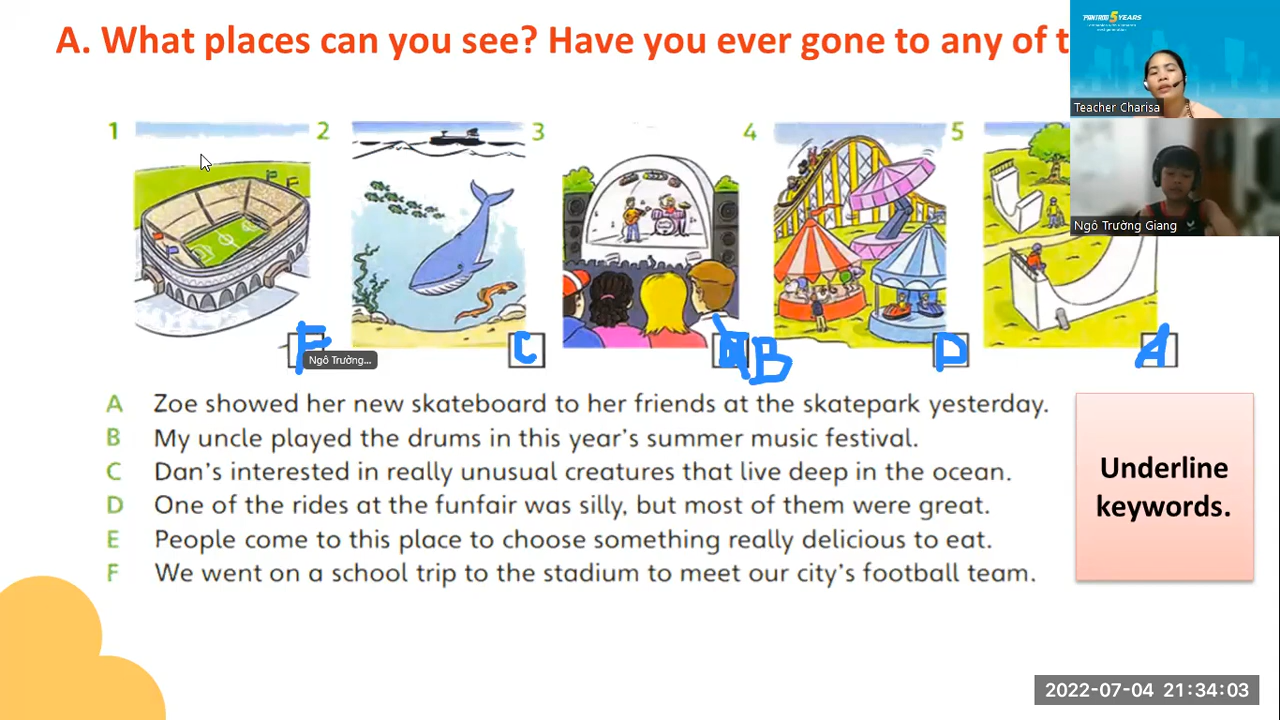 A. What places can you see? Have you ever gone to any of t
PANTADO 5 YEARS
Teacher Charisa
Ngô Trường Giang
1
2
3
4
5
F
C
B
D
A
Ngô Trường...
A Zoe showed her new skateboard to her friends at the skatepark yesterday.
B My uncle played the drums in this year's summer music festival.
C Dan's interested in really unusual creatures that live deep in the ocean.
D One of the rides at the funfair was silly, but most of them were great.
E People come to this place to choose something really delicious to eat.
F We went on a school trip to the stadium to meet our city's football team.
Underline
keywords.
2022-07-04 21:34:03